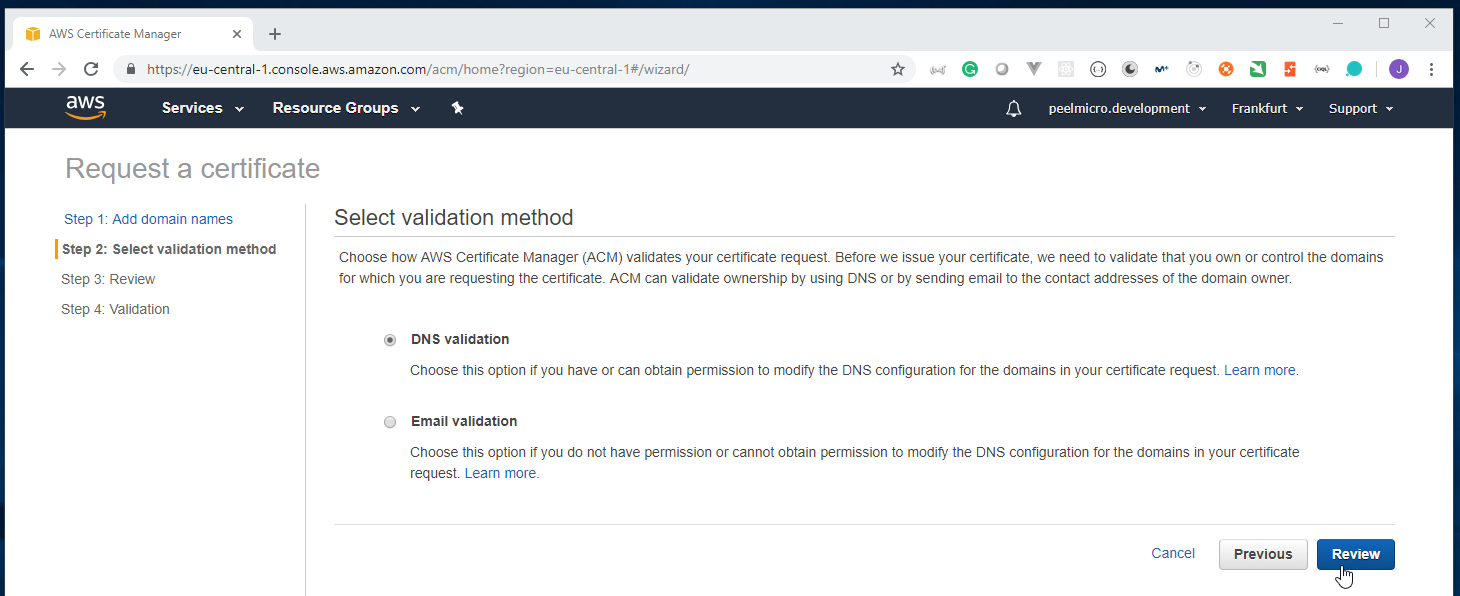 AWS Certificate Manager
https://eu-central-1.console.aws.amazon.com/acm/home?region=eu-central-1#/wizard/
J
aws
Services
Resource Groups
peelmicro.development
Frankfurt
Support
Request a certificate
Step 1: Add domain names
Step 2: Select validation method
Step 3: Review
Step 4: Validation
Select validation method
Choose how AWS Certificate Manager (ACM) validates your certificate request. Before we issue your certificate, we need to validate that you own or control the domains
for which you are requesting the certificate. ACM can validate ownership by using DNS or by sending email to the contact addresses of the domain owner.
DNS validation
Choose this option if you have or can obtain permission to modify the DNS configuration for the domains in your certificate request. Learn more.
Email validation
Choose this option if you do not have permission or cannot obtain permission to modify the DNS configuration for the domains in your certificate
request. Learn more.
Cancel
Previous
Review